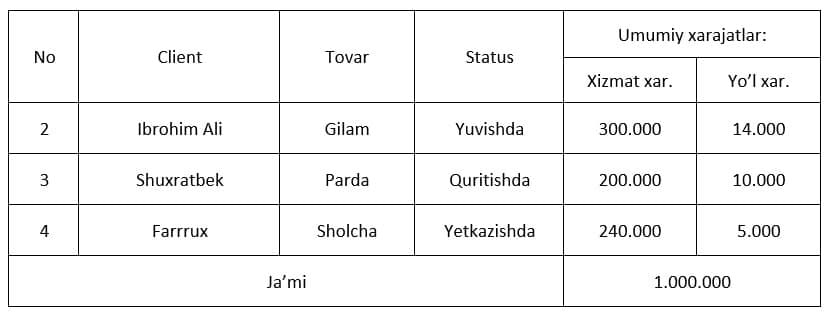 No Client Tovar Status Umumiy xarajatlar:
Xizmat xar. Yo’l xar.
2 Ibrohim Ali Gilam Yuvishda 300.000 14.000
3 Shuxratbek Parda Quritishda 200.000 10.000
4 Farrrux Sholcha Yetkazishda 240.000 5.000
Ja’mi 1.000.000